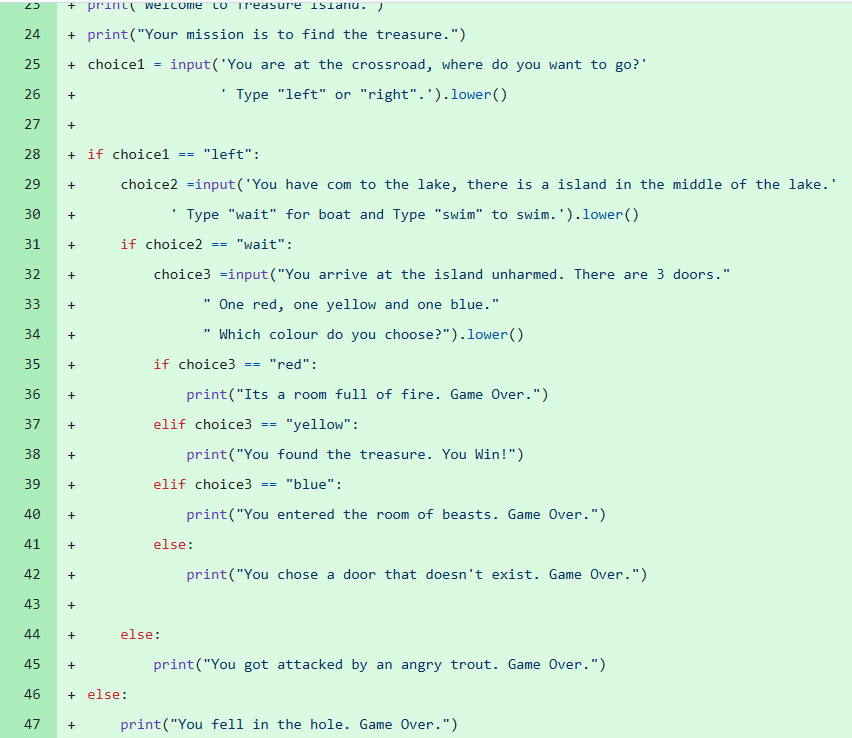 23 + print("Welcome to Treasure Island.")
24 + print("Your mission is to find the treasure.")
25 + choice1 = input('You are at the crossroad, where do you want to go?'
26 +                 ' Type "left" or "right".').lower()
27 +
28 + if choice1 == "left":
29 +     choice2 =input('You have com to the lake, there is a island in the middle of the lake.'
30 +           ' Type "wait" for boat and Type "swim" to swim.').lower()
31 +     if choice2 == "wait":
32 +         choice3 =input("You arrive at the island unharmed. There are 3 doors."
33 +               " One red, one yellow and one blue."
34 +               " Which colour do you choose?").lower()
35 +         if choice3 == "red":
36 +             print("Its a room full of fire. Game Over.")
37 +         elif choice3 == "yellow":
38 +             print("You found the treasure. You Win!")
39 +         elif choice3 == "blue":
40 +             print("You entered the room of beasts. Game Over.")
41 +         else:
42 +             print("You chose a door that doesn't exist. Game Over.")
43 +
44 +     else:
45 +         print("You got attacked by an angry trout. Game Over.")
46 + else:
47 +     print("You fell in the hole. Game Over.")